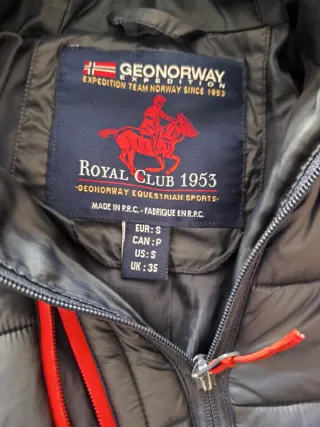 GEONORWAY
EXPEDITION
EXPEDITION TEAM NORWAY SINCE 1953
ROYAL CLUB 1953
-GEONORWAY EQUESTRIAN SPORTS-
MADE IN P.R.C. - FABRIQUE EN R.P.C.
EUR : S
CAN : P
US : S
UK : 35